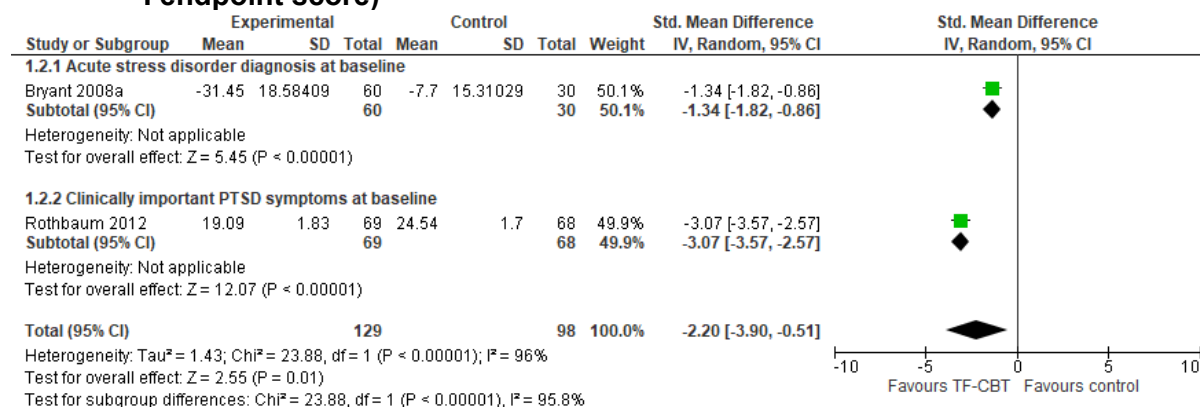 1 endpoint score)
Experimental Control Std. Mean Difference Std. Mean Difference
Study or Subgroup Mean SD Total Mean SD Total Weight IV, Random, 95% CI IV, Random, 95% CI
1.2.1 Acute stress disorder diagnosis at baseline
Bryant 2008a -31.45 18.58409 60 -7.7 15.31029 30 50.1% -1.34 [-1.82, -0.86]
Subtotal (95% CI) 60 30 50.1% -1.34 [-1.82, -0.86]
Heterogeneity: Not applicable
Test for overall effect: Z = 5.45 (P < 0.00001)
1.2.2 Clinically important PTSD symptoms at baseline
Rothbaum 2012 19.09 1.83 69 24.54 1.7 68 49.9% -3.07 [-3.57, -2.57]
Subtotal (95% CI) 69 68 49.9% -3.07 [-3.57, -2.57]
Heterogeneity: Not applicable
Test for overall effect: Z = 12.07 (P < 0.00001)
Total (95% CI) 129 98 100.0% -2.20 [-3.90, -0.51]
Heterogeneity: Tau² = 1.43; Chi² = 23.88, df = 1 (P < 0.00001); I² = 96%
Test for overall effect: Z = 2.55 (P = 0.01)
Test for subgroup differences: Chi² = 23.88, df = 1 (P < 0.00001), I² = 95.8%
-10 -5 0 5 10
Favours TF-CBT Favours control